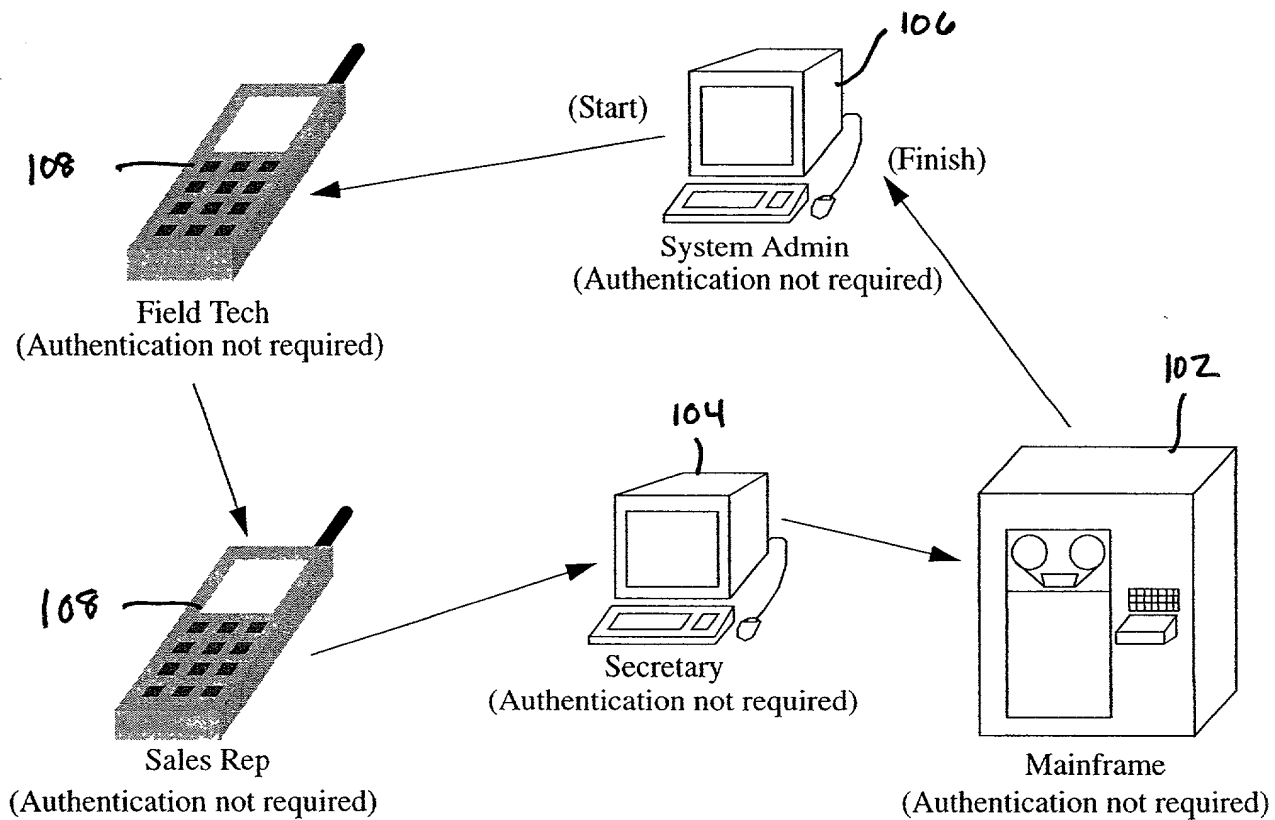 106
(Start)
108
(Finish)
System Admin
(Authentication not required)
Field Tech
(Authentication not required)
102
104
108
Secretary
(Authentication not required)
Sales Rep
(Authentication not required)
Mainframe
(Authentication not required)